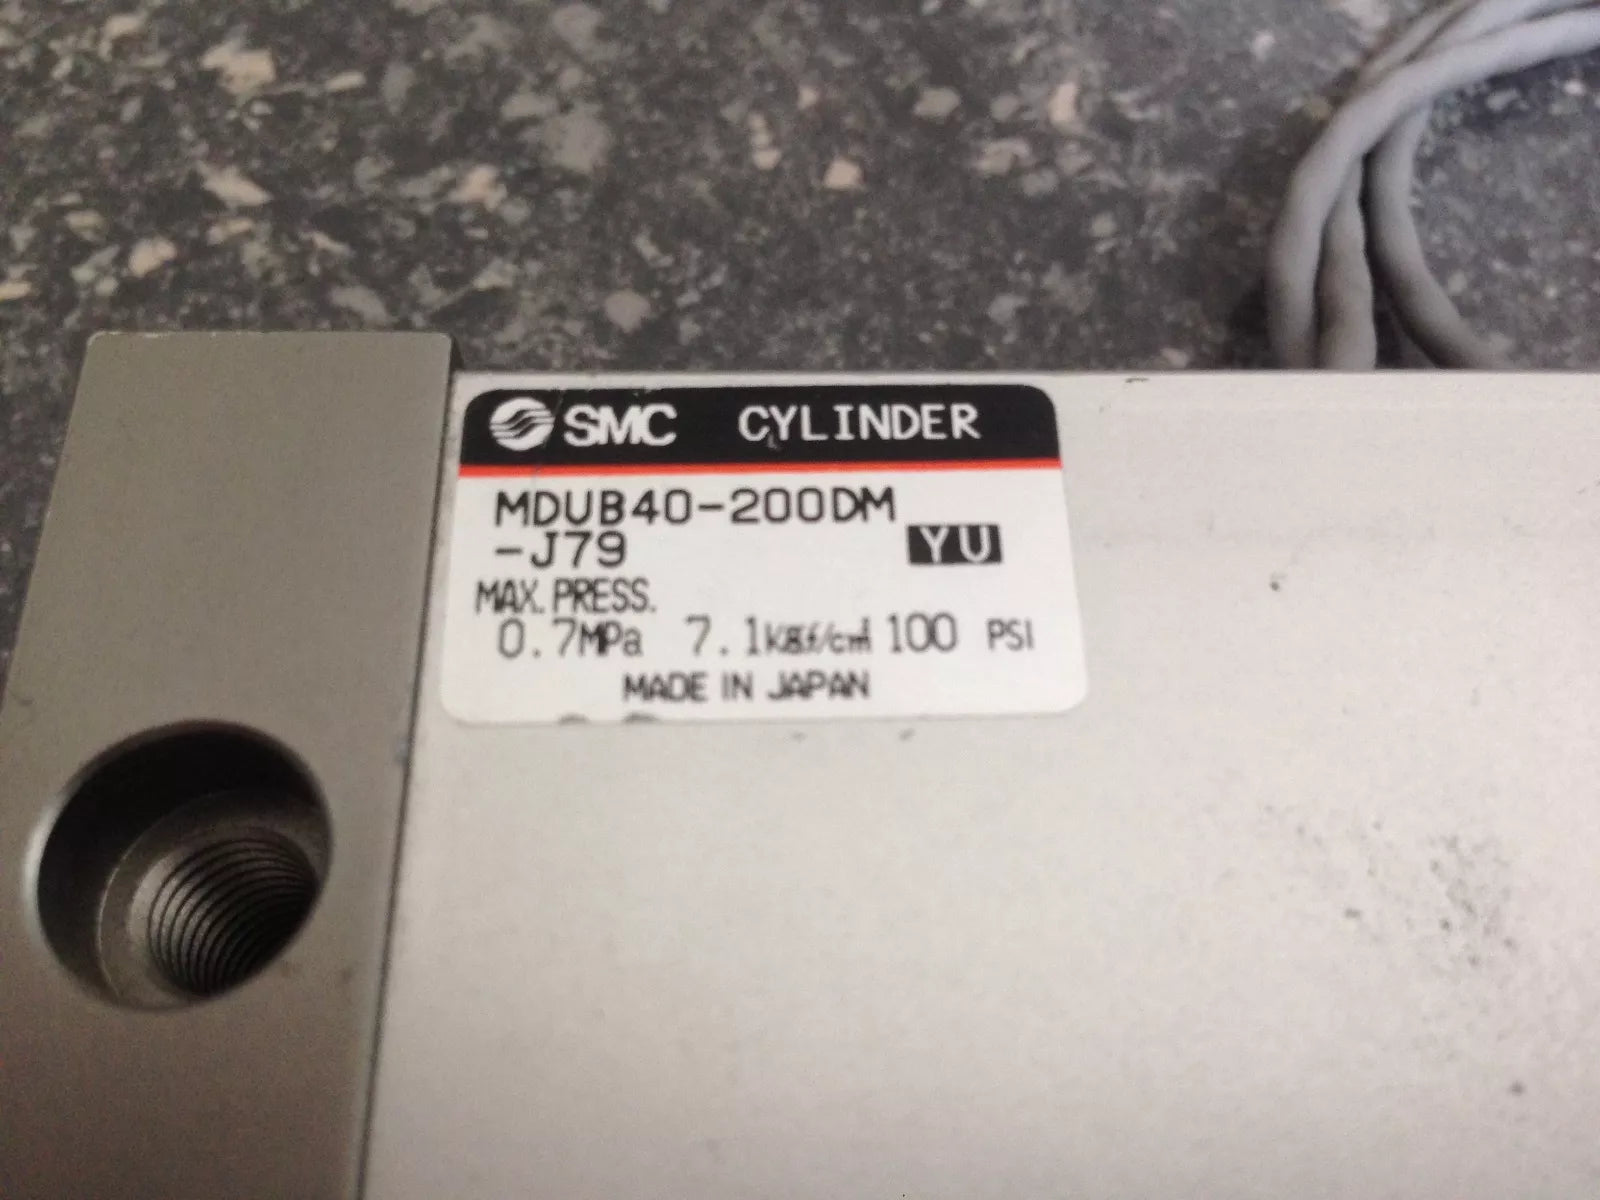 SMC CYLINDER
MDUB40-200DM
-J79 YU
MAX. PRESS.
0.7MPa 7.1kgf/cm² 100 PSI
MADE IN JAPAN